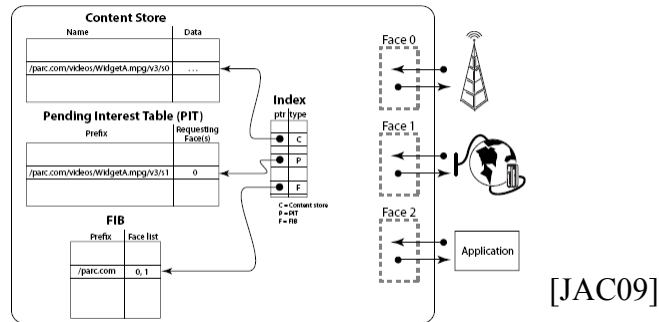 Content Store
Name Data
/parc.com/videos/WidgetA.mpg/v3/s0 ...
Pending Interest Table (PIT)
Prefix Requesting Face(s)
/parc.com/videos/WidgetA.mpg/v3/s1 0
FIB
Prefix Face list
/parc.com 0, 1
Index
ptr type
C
P
F
C = Content store
P = PIT
F = FIB
Face 0
Face 1
Face 2
Application
[JAC09]